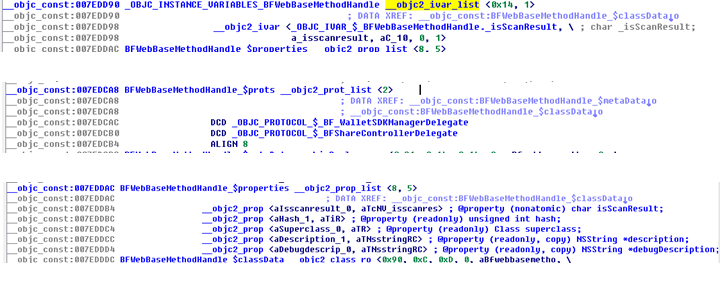 __objc_const:007EDD90 _OBJC_INSTANCE_VARIABLES_BFWebBaseMethodHandle __objc2_ivar_list <0x14, 1>
__objc_const:007EDD90 ; DATA XREF: __objc_const:BFWebBaseMethodHandle_$classData↓o
__objc_const:007EDD98 __objc2_ivar <_OBJC_IVAR_$_BFWebBaseMethodHandle._isScanResult, \ ; char _isScanResult;
__objc_const:007EDD98 a_isscanresult, aC_10, 0, 1>
__objc_const:007EDDAC BFWebBaseMethodHandle_$properties __objc2_prop_list <8, 5>
__objc_const:007EDCA8 BFWebBaseMethodHandle_$prots __objc2_prot_list <2>
__objc_const:007EDCA8 ; DATA XREF: __objc_const:BFWebBaseMethodHandle_$metaData↓o
__objc_const:007EDCA8 ; __objc_const:BFWebBaseMethodHandle_$classData↓o
__objc_const:007EDCAC DCD _OBJC_PROTOCOL_$_BF_WalletSDKManagerDelegate
__objc_const:007EDCB0 DCD _OBJC_PROTOCOL_$_BFShareControllerDelegate
__objc_const:007EDCB4 ALIGN 8
__objc_const:007EDDAC BFWebBaseMethodHandle_$properties __objc2_prop_list <8, 5>
__objc_const:007EDDAC ; DATA XREF: __objc_const:BFWebBaseMethodHandle_$classData↓o
__objc_const:007EDDB4 __objc2_prop <aIsscanresult_0, aTcNV_isscanres> ; @property (nonatomic) char isScanResult;
__objc_const:007EDDBC __objc2_prop <aHash_1, aTiR> ; @property (readonly) unsigned int hash;
__objc_const:007EDDC4 __objc2_prop <aSuperclass_0, aTR> ; @property (readonly) Class superclass;
__objc_const:007EDDCC __objc2_prop <aDescription_1, aTNsstringRC> ; @property (readonly, copy) NSString *description;
__objc_const:007EDDD4 __objc2_prop <aDebugdescrip_0, aTNsstringRC> ; @property (readonly, copy) NSString *debugDescription;
__objc_const:007EDDDC BFWebBaseMethodHandle_$classData __objc2_class_ro <0x90, 0xC, 0xD, 0, aBfwebbasemetho, \